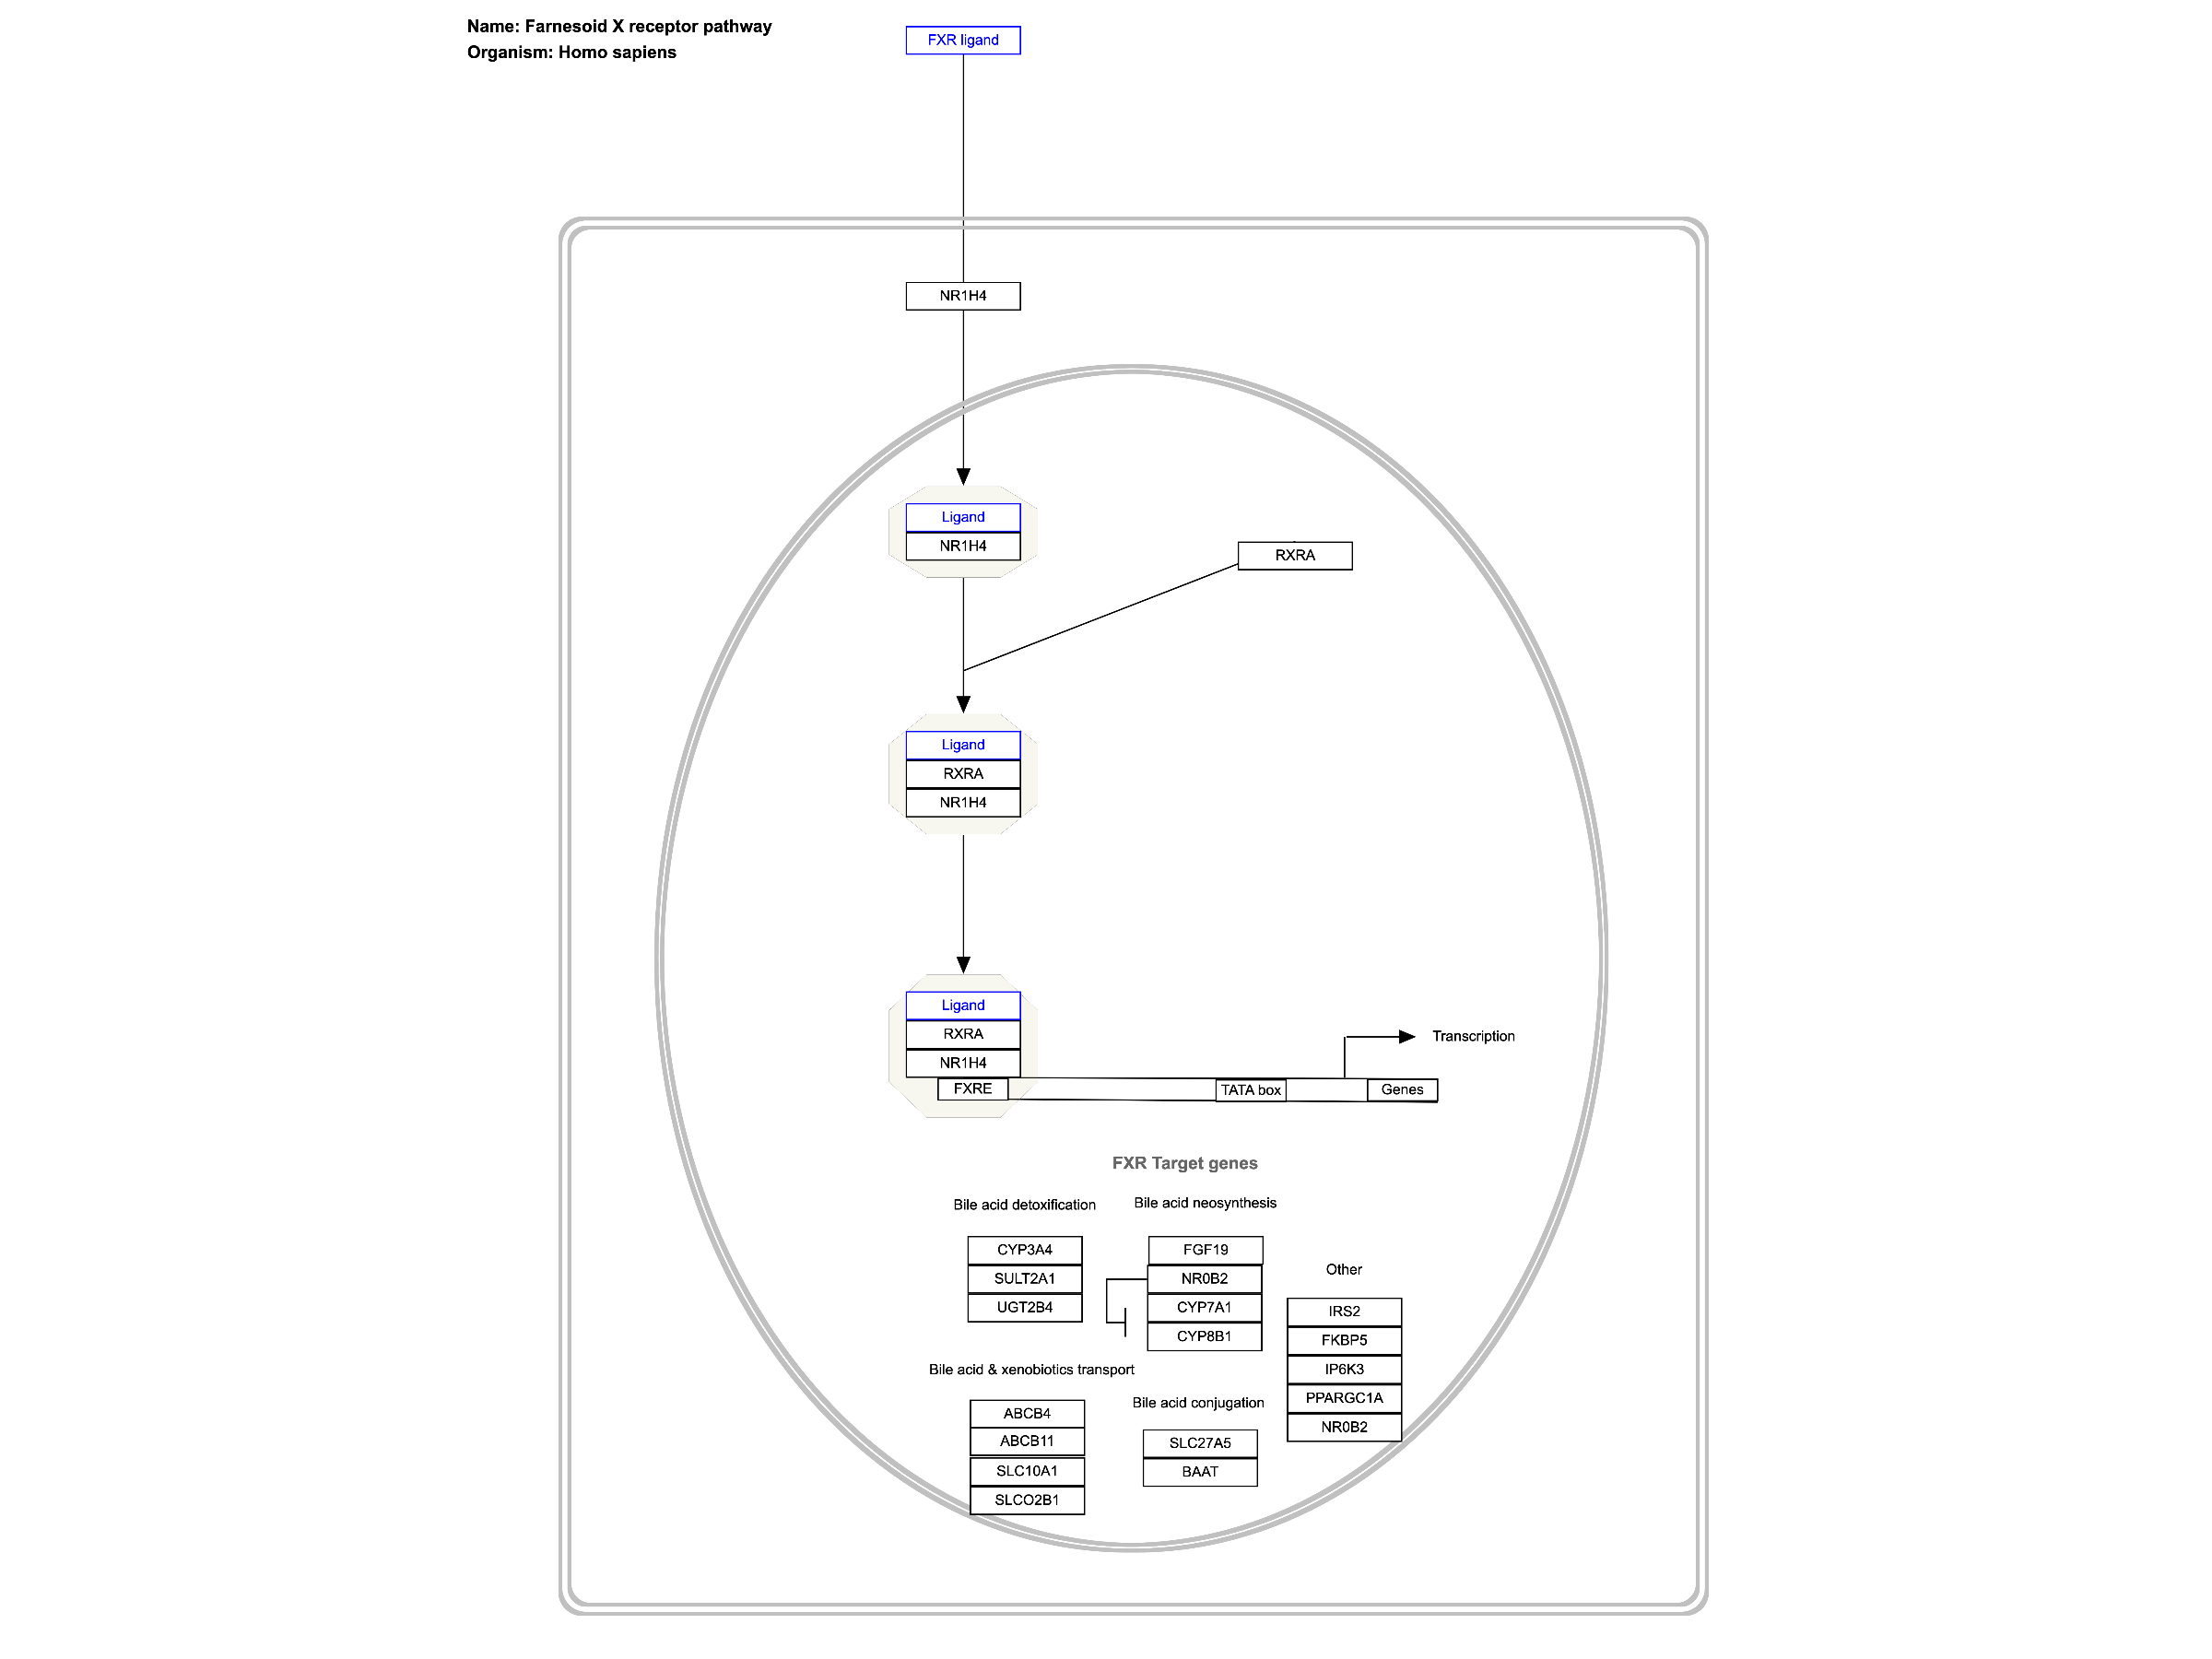 Name: Farnesoid X receptor pathway
Organism: Homo sapiens
FXR ligand
NR1H4
Ligand
NR1H4
RXRA
Ligand
RXRA
NR1H4
Ligand
RXRA
NR1H4
FXRE
TATA box
Genes
Transcription
FXR Target genes
Bile acid detoxification
CYP3A4
SULT2A1
UGT2B4
Bile acid neosynthesis
FGF19
NR0B2
CYP7A1
CYP8B1
Other
IRS2
FKBP5
IP6K3
PPARGC1A
NR0B2
Bile acid & xenobiotics transport
ABCB4
ABCB11
SLC10A1
SLCO2B1
Bile acid conjugation
SLC27A5
BAAT